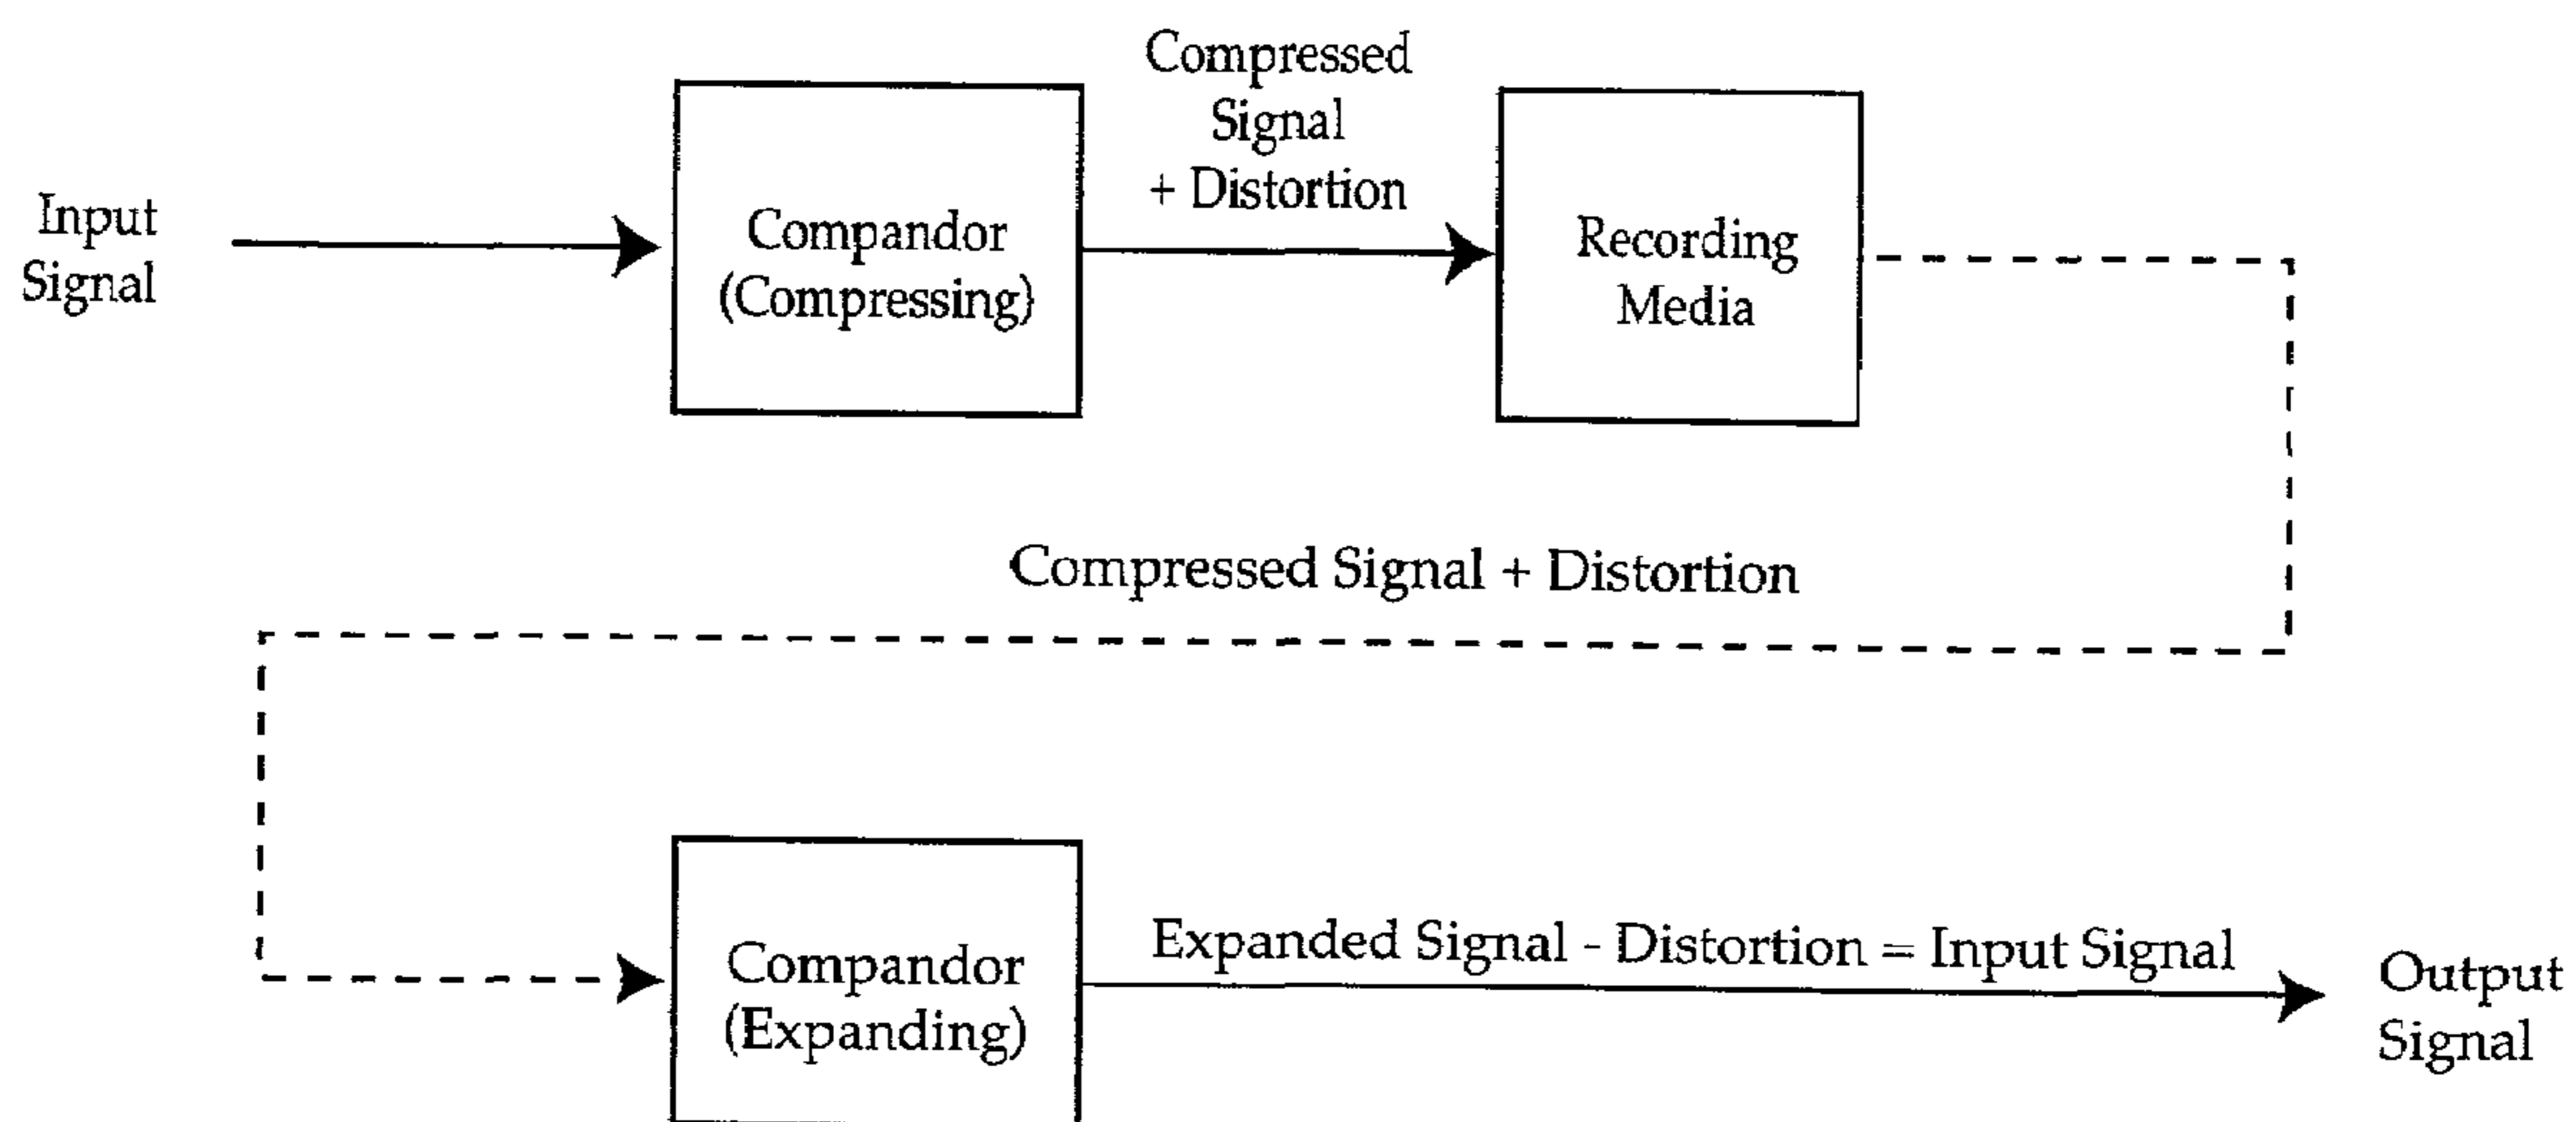 Input
Signal
Compandor
(Compressing)
Compressed
Signal
+ Distortion
Recording
Media
Compressed Signal + Distortion
Compandor
(Expanding)
Expanded Signal - Distortion = Input Signal
Output
Signal